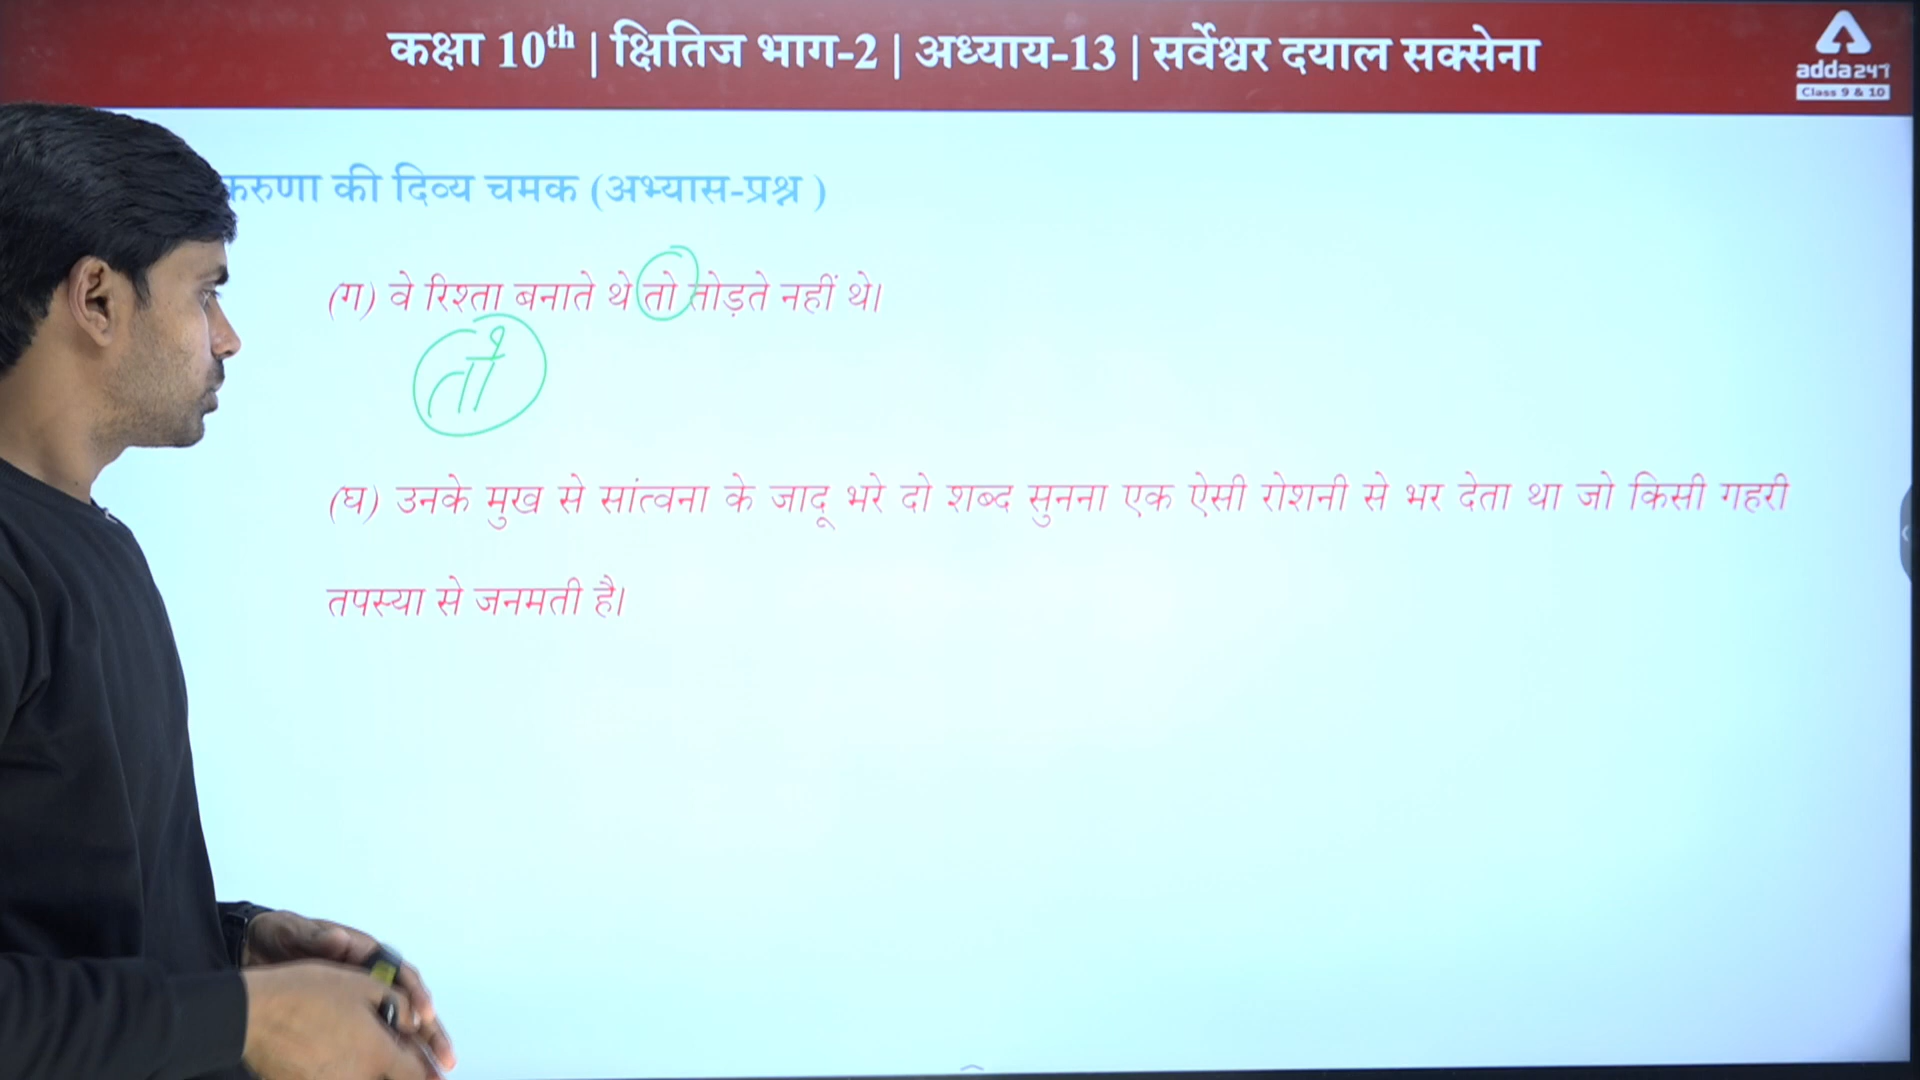 कक्षा 10th | क्षितिज भाग-2 | अध्याय-13 | सर्वेश्वर दयाल सक्सेना
adda247
Class 9 & 10
करुणा की दिव्य चमक (अभ्यास-प्रश्न )
(ग) वे रिश्ता बनाते थे तो तोड़ते नहीं थे।
तो
(घ) उनके मुख से सांत्वना के जादू भरे दो शब्द सुनना एक ऐसी रोशनी से भर देता था जो किसी गहरी
तपस्या से जनमती है।